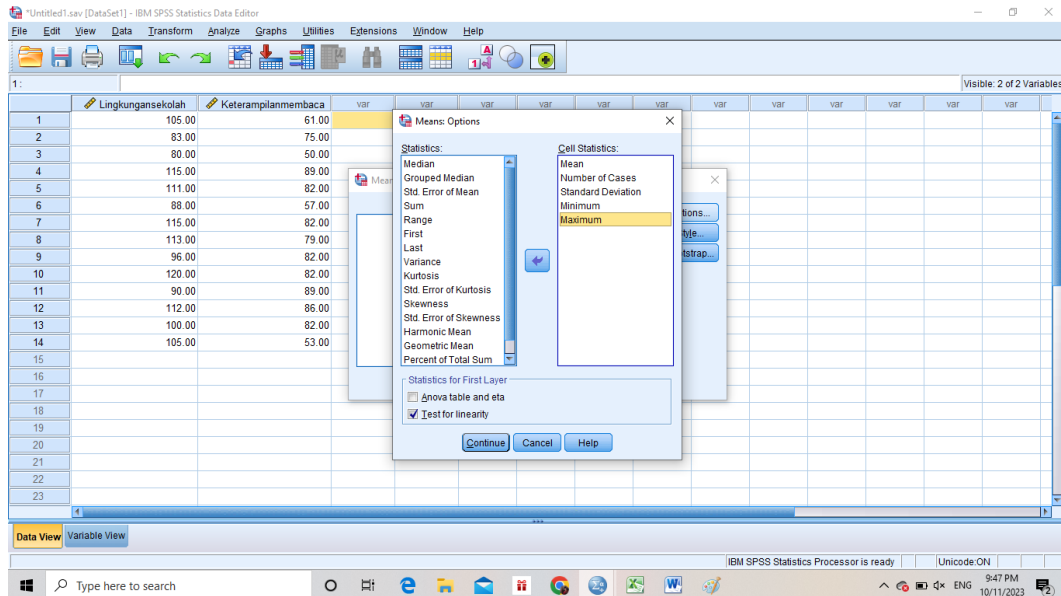 *Untitled1.sav [DataSet1] - IBM SPSS Statistics Data Editor
File Edit View Data Transform Analyze Graphs Utilities Extensions Window Help
1 :
Visible: 2 of 2 Variables
Lingkungansekolah Keterampilanmembaca var var var var var var var var var var var var
1 105.00 61.00
2 83.00 75.00
3 80.00 50.00
4 115.00 89.00
5 111.00 82.00
6 88.00 57.00
7 115.00 82.00
8 113.00 79.00
9 96.00 82.00
10 120.00 82.00
11 90.00 89.00
12 112.00 86.00
13 100.00 82.00
14 105.00 53.00
15
16
17
18
19
20
21
22
23
Mean
tions...
tyle...
tstrap...
Means: Options
Statistics:
Median
Grouped Median
Std. Error of Mean
Sum
Range
First
Last
Variance
Kurtosis
Std. Error of Kurtosis
Skewness
Std. Error of Skewness
Harmonic Mean
Geometric Mean
Percent of Total Sum
Cell Statistics:
Mean
Number of Cases
Standard Deviation
Minimum
Maximum
Statistics for First Layer
Anova table and eta
Test for linearity
Continue Cancel Help
Data View Variable View
IBM SPSS Statistics Processor is ready Unicode:ON
Type here to search
ENG 9:47 PM
10/11/2023